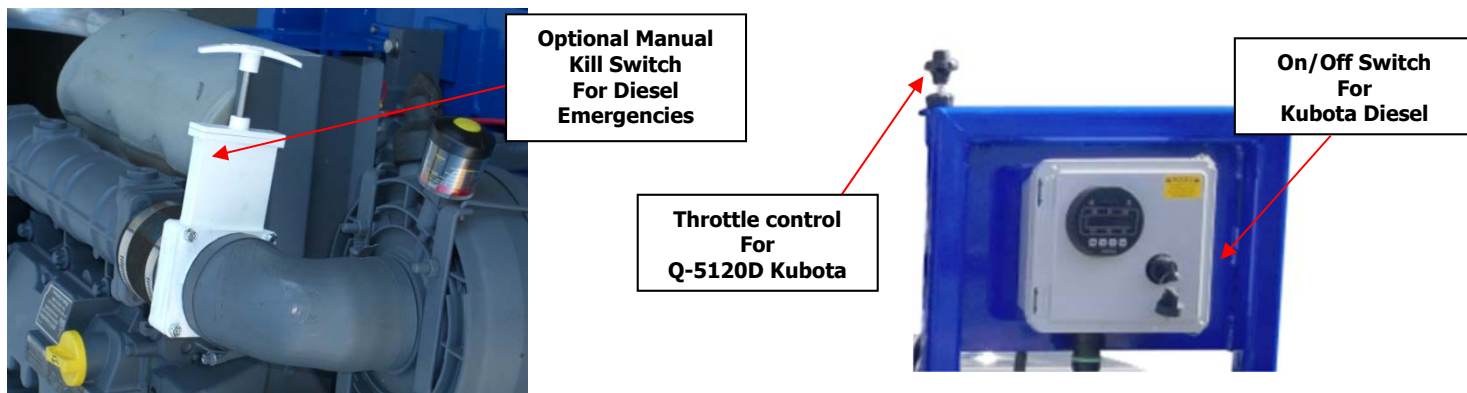 Optional Manual
Kill Switch
For Diesel
Emergencies
Throttle control
For
Q-5120D Kubota
On/Off Switch
For
Kubota Diesel